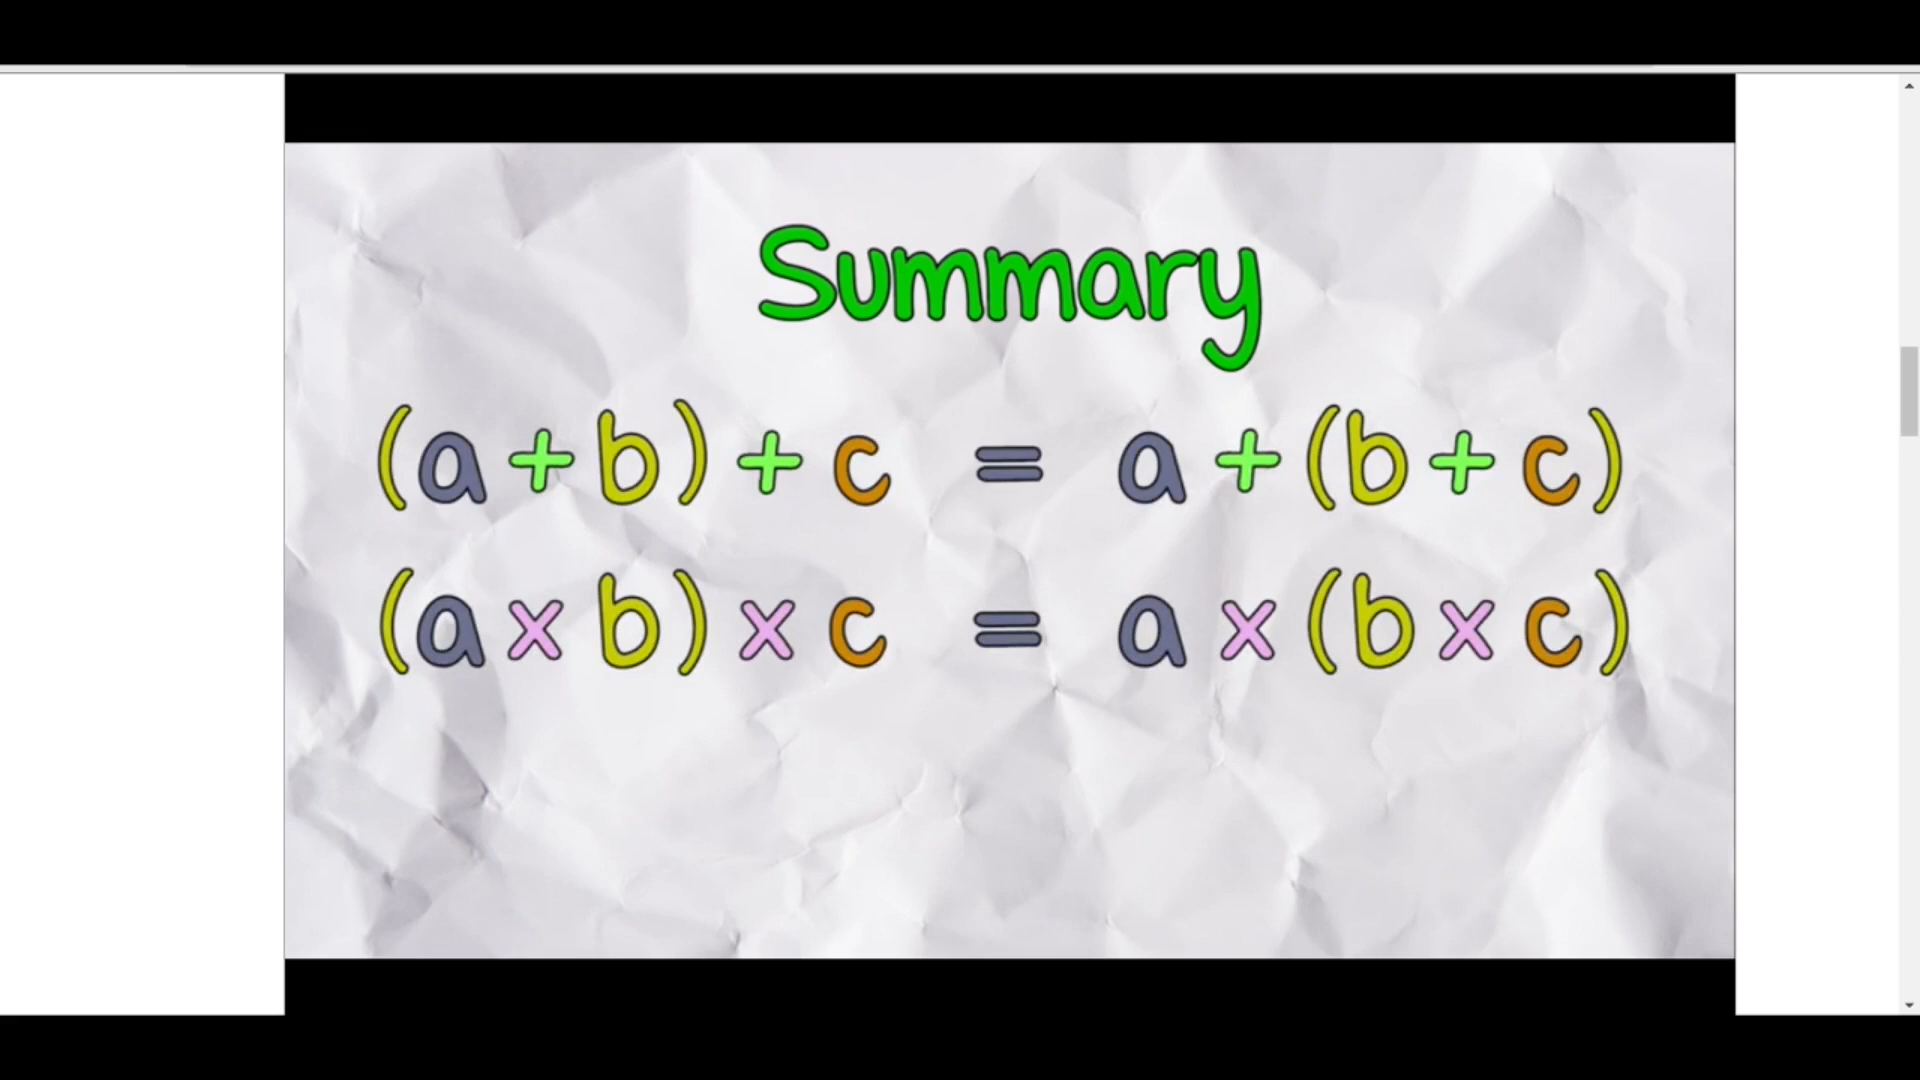 Summary
(a + b) + c = a + (b + c)
(a x b) x c = a x (b x c)